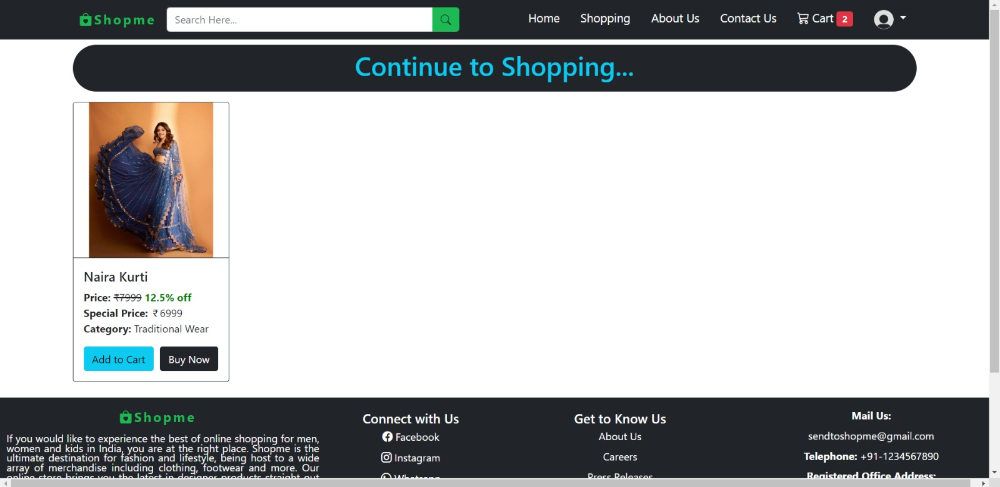 Shopme
Search Here...
Home
Shopping
About Us
Contact Us
Cart 2
Continue to Shopping...
Naira Kurti
Price: ₹7999 12.5% off
Special Price: ₹6999
Category: Traditional Wear
Add to Cart
Buy Now
Shopme
If you would like to experience the best of online shopping for men,
women and kids in India, you are at the right place. Shopme is the
ultimate destination for fashion and lifestyle, being host to a wide
array of merchandise including clothing, footwear and more. Our
online store brings you the latest in designer products straight out
Connect with Us
Facebook
Instagram
Whatsapp
Get to Know Us
About Us
Careers
Press Releases
Mail Us:
sendtoshopme@gmail.com
Telephone: +91-1234567890
Registered Office Address: